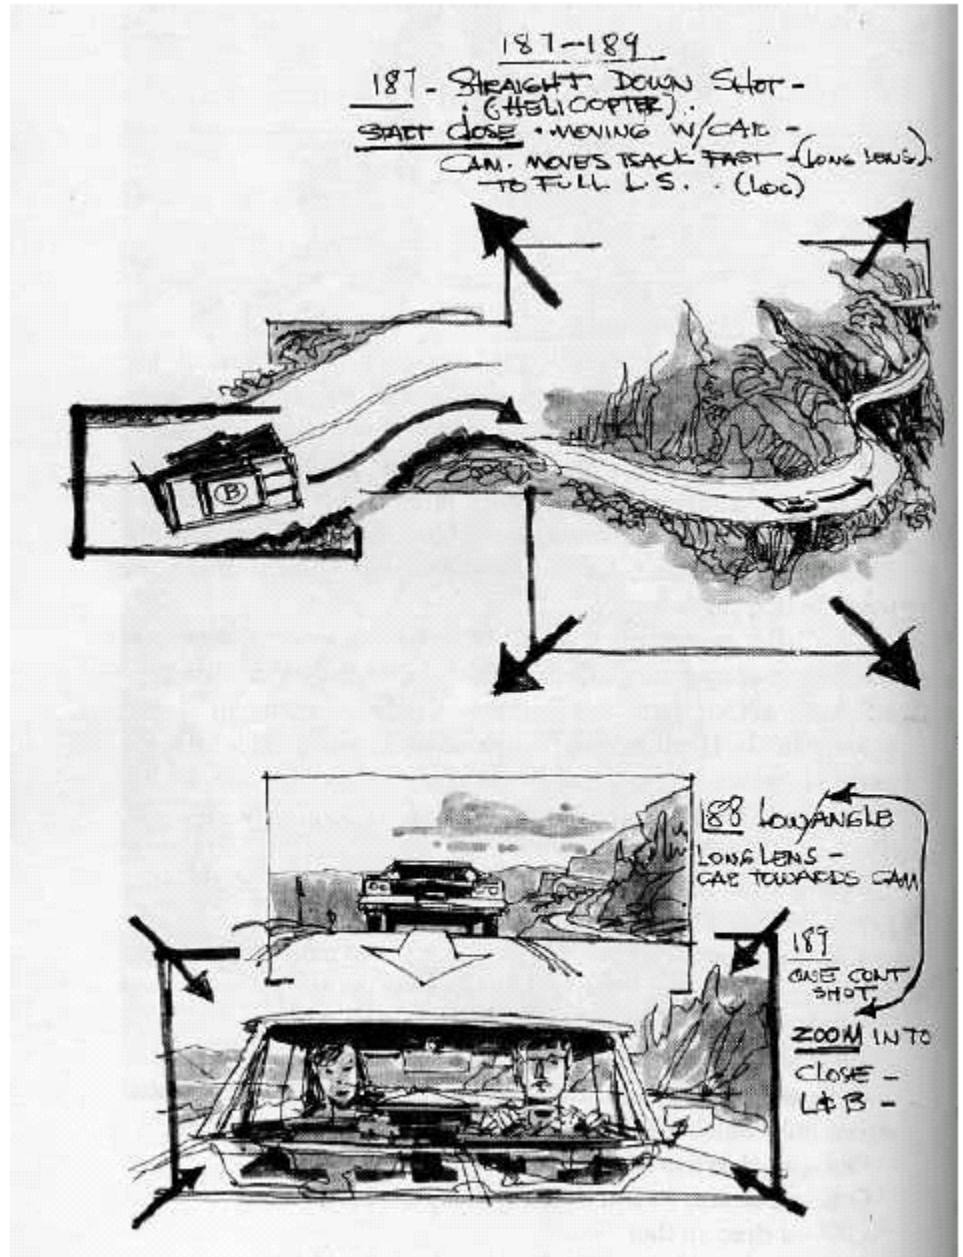 187-189
187 - STRAIGHT DOWN SHOT -
(HELICOPTER).
START CLOSE · MOVING W/CAR -
CAM. MOVES BACK FAST - (LONG LENS).
TO FULL L.S. · (LOC)
B
188 LOW/ANGLE
LONG LENS -
CAR TOWARDS CAM
189
ONE CONT
SHOT
ZOOM INTO
CLOSE -
L&B -